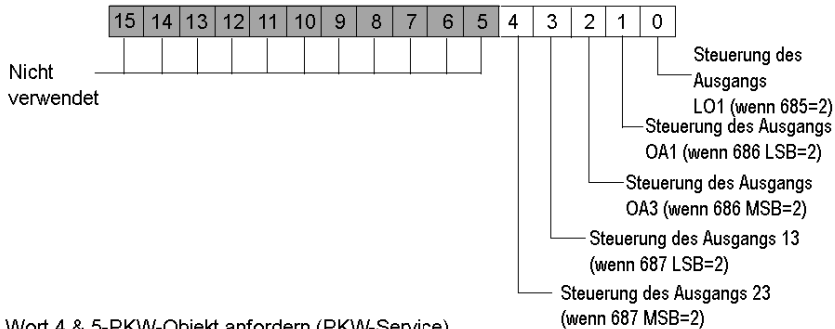 15 14 13 12 11 10 9 8 7 6 5 4 3 2 1 0
Nicht
verwendet
Steuerung des
Ausgangs
LO1 (wenn 685=2)
Steuerung des Ausgangs
OA1 (wenn 686 LSB=2)
Steuerung des Ausgangs
OA3 (wenn 686 MSB=2)
Steuerung des Ausgangs 13
(wenn 687 LSB=2)
Steuerung des Ausgangs 23
(wenn 687 MSB=2)
Wort 4 & 5-PKW-Objekt anfordern (PKW-Service)